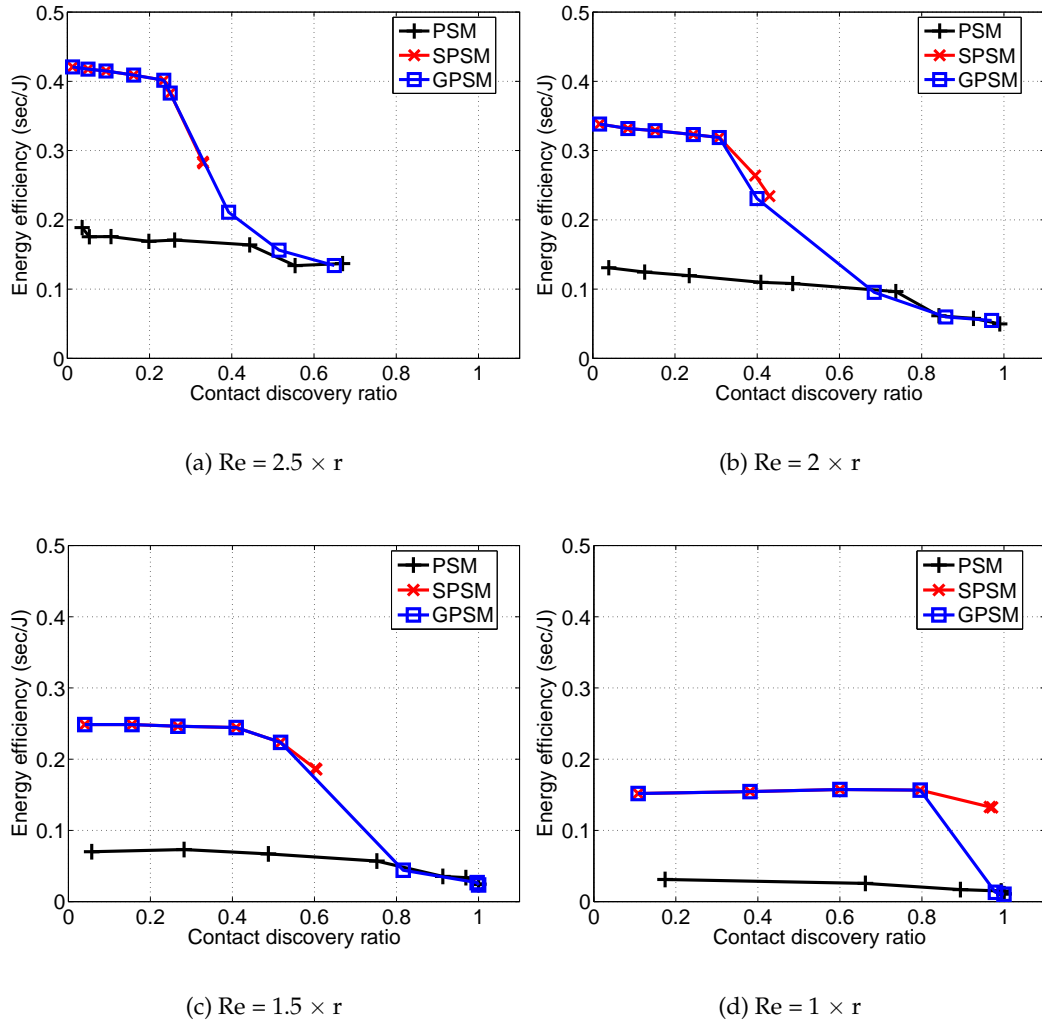 0.5
0.4
0.3
0.2
0.1
0
Energy efficiency (sec/J)
0 0.2 0.4 0.6 0.8 1
Contact discovery ratio
PSM
SPSM
GPSM
(a) Re = 2.5 × r
0.5
0.4
0.3
0.2
0.1
0
Energy efficiency (sec/J)
0 0.2 0.4 0.6 0.8 1
Contact discovery ratio
PSM
SPSM
GPSM
(b) Re = 2 × r
0.5
0.4
0.3
0.2
0.1
0
Energy efficiency (sec/J)
0 0.2 0.4 0.6 0.8 1
Contact discovery ratio
PSM
SPSM
GPSM
(c) Re = 1.5 × r
0.5
0.4
0.3
0.2
0.1
0
Energy efficiency (sec/J)
0 0.2 0.4 0.6 0.8 1
Contact discovery ratio
PSM
SPSM
GPSM
(d) Re = 1 × r